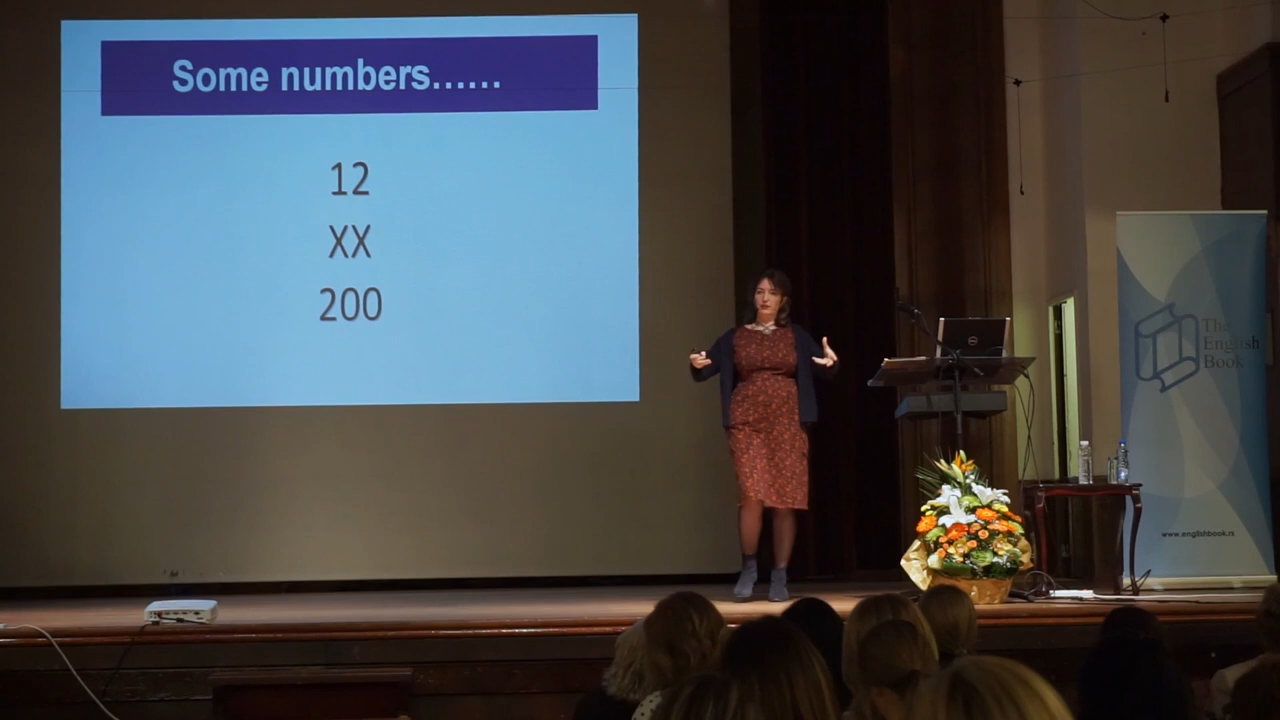 Some numbers......
12
XX
200
The
English
Book
www.englishbook.rs